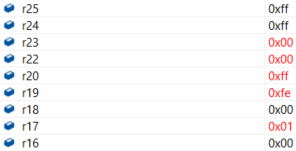 r25 0xff
r24 0xff
r23 0x00
r22 0x00
r20 0xff
r19 0xfe
r18 0x00
r17 0x01
r16 0x00